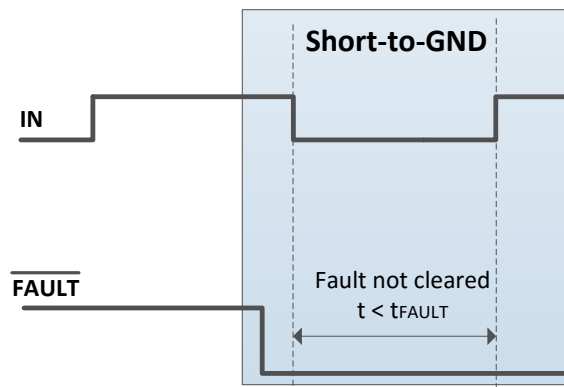 Short-to-GND
IN
FAULT
Fault not cleared
t < tFAULT